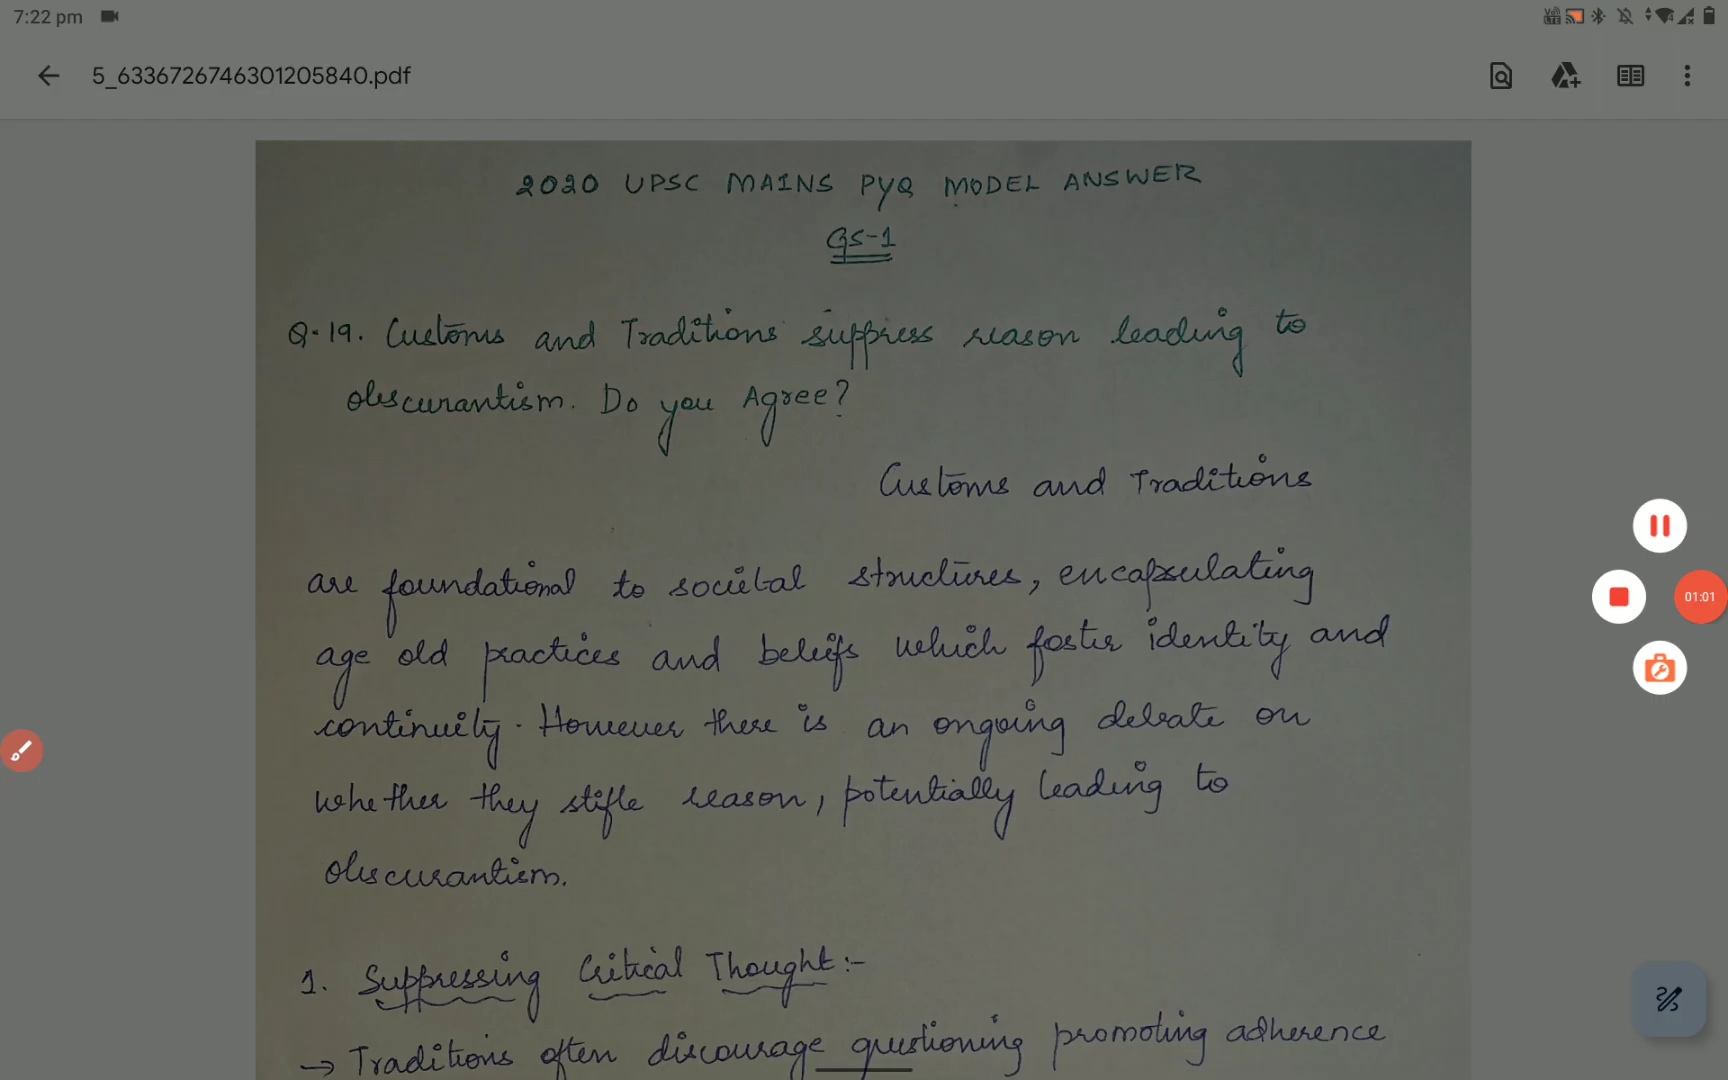 7:22 pm
5_6336726746301205840.pdf
2020 UPSC MAINS PYQ MODEL ANSWER
GS-1
Q-19. Customs and Traditions suppress reason leading to
obscurantism. Do you Agree?
Customs and Traditions
are foundational to societal structures, encapsulating
age old practices and beliefs which foster identity and
continuity. However there is an ongoing debate on
whether they stifle reason, potentially leading to
obscurantism.
01:01
1. Suppressing Critical Thought :-
→ Traditions often discourage questioning promoting adherence